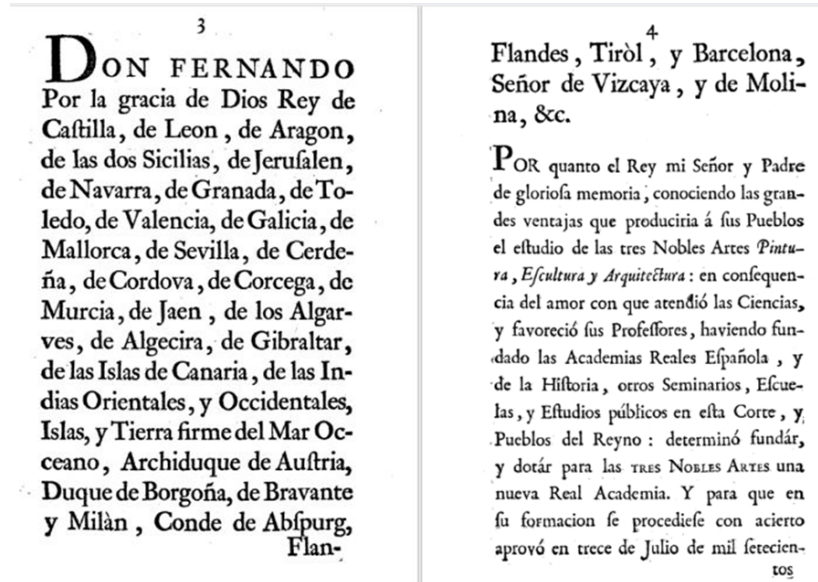 3
DON FERNANDO
Por la gracia de Dios Rey de
Caſtilla, de Leon, de Aragon,
de las dos Sicilias, de Jeruſalen,
de Navarra, de Granada, de To-
ledo, de Valencia, de Galicia, de
Mallorca, de Sevilla, de Cerde-
ña, de Cordova, de Corcega, de
Murcia, de Jaen, de los Algar-
ves, de Algecira, de Gibraltar,
de las Islas de Canaria, de las In-
dias Orientales, y Occidentales,
Islas, y Tierra firme del Mar Oc-
ceano, Archiduque de Auſtria,
Duque de Borgoña, de Bravante
y Milàn, Conde de Abſpurg,
Flan-
4
Flandes, Tiròl, y Barcelona,
Señor de Vizcaya, y de Moli-
na, &c.
POR quanto el Rey mi Señor y Padre
de glorioſa memoria, conociendo las gran-
des ventajas que produciria á ſus Pueblos
el eſtudio de las tres Nobles Artes Pintu-
ra, Eſcultura y Arquitectura: en conſequen-
cia del amor con que atendió las Ciencias,
y favoreció ſus Profeſſores, haviendo fun-
dado las Academias Reales Eſpañola, y
de la Hiſtoria, otros Seminarios, Eſcue-
las, y Eſtudios públicos en eſta Corte, y
Pueblos del Reyno: determinó fundár,
y dotár para las TRES NOBLES ARTES una
nueva Real Academia. Y para que en
ſu formacion ſe procedieſe con acierto
aprovó en trece de Julio de mil ſetecien-
tos